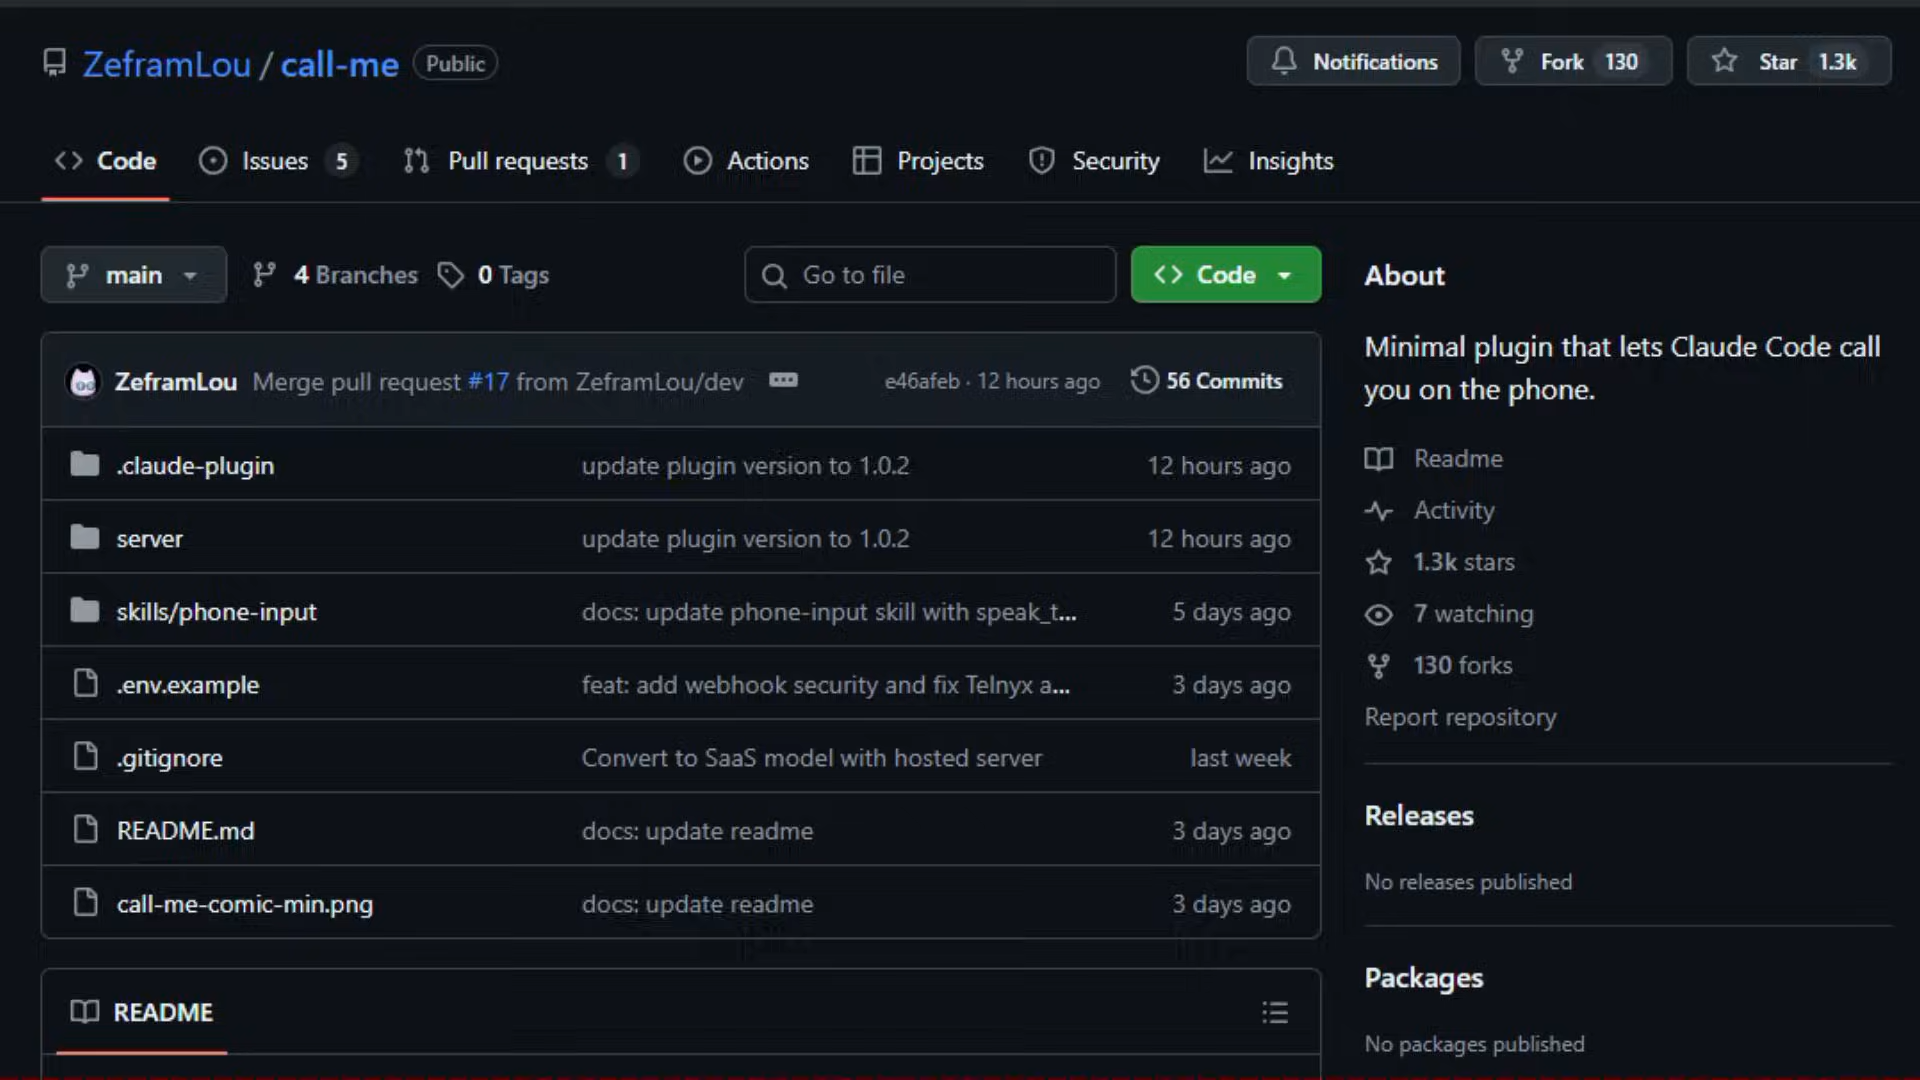 ZeframLou / call-me Public
Notifications Fork 130 Star 1.3k
Code Issues 5 Pull requests 1 Actions Projects Security Insights
main 4 Branches 0 Tags Go to file Code
ZeframLou Merge pull request #17 from ZeframLou/dev e46afeb · 12 hours ago 56 Commits
.claude-plugin update plugin version to 1.0.2 12 hours ago
server update plugin version to 1.0.2 12 hours ago
skills/phone-input docs: update phone-input skill with speak_t... 5 days ago
.env.example feat: add webhook security and fix Telnyx a... 3 days ago
.gitignore Convert to SaaS model with hosted server last week
README.md docs: update readme 3 days ago
call-me-comic-min.png docs: update readme 3 days ago
README
About
Minimal plugin that lets Claude Code call
you on the phone.
Readme
Activity
1.3k stars
7 watching
130 forks
Report repository
Releases
No releases published
Packages
No packages published